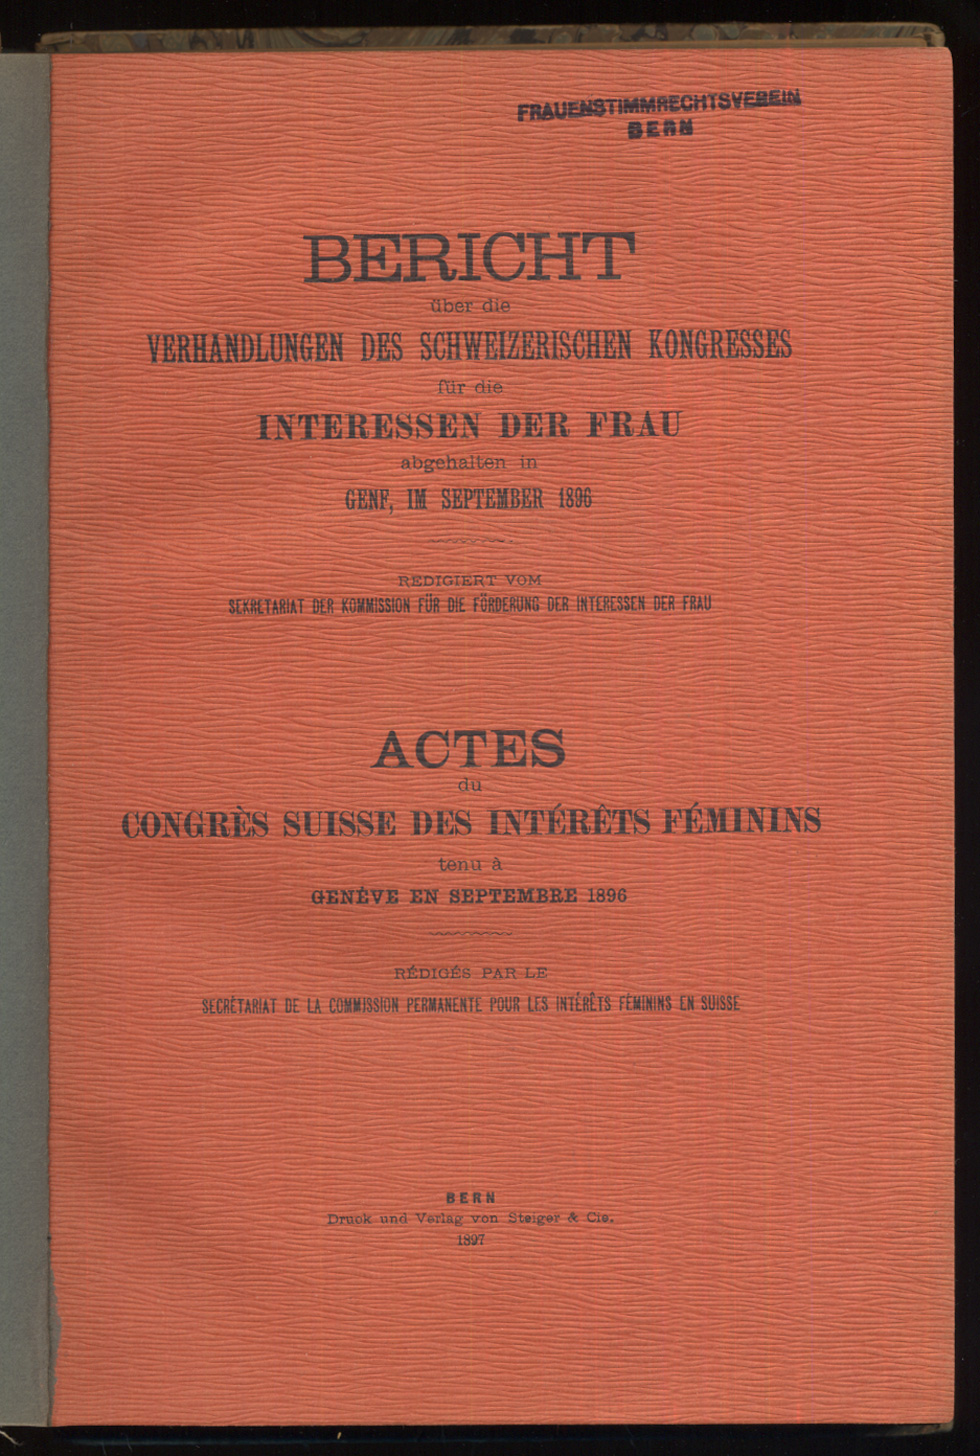 FRAUENSTIMMRECHTSVEREIN
BERN
BERICHT
über die
VERHANDLUNGEN DES SCHWEIZERISCHEN KONGRESSES
für die
INTERESSEN DER FRAU
abgehalten in
GENF, IM SEPTEMBER 1896
REDIGIERT VOM
SEKRETARIAT DER KOMMISSION FÜR DIE FÖRDERUNG DER INTERESSEN DER FRAU
ACTES
du
CONGRÈS SUISSE DES INTÉRÊTS FÉMININS
tenu à
GENÈVE EN SEPTEMBRE 1896
RÉDIGÉS PAR LE
SECRÉTARIAT DE LA COMMISSION PERMANENTE POUR LES INTÉRÊTS FÉMININS EN SUISSE
BERN
Druck und Verlag von Steiger & Cie.
1897